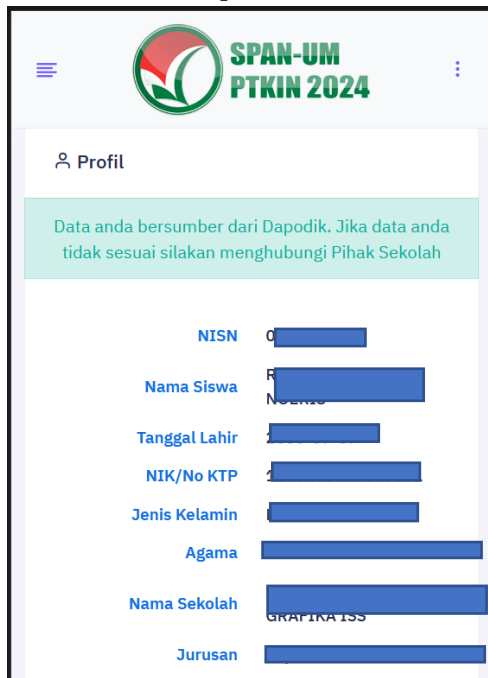 SPAN-UM
PTKIN 2024
Profil
Data anda bersumber dari Dapodik. Jika data anda
tidak sesuai silakan menghubungi Pihak Sekolah
NISN 0
Nama Siswa R
Tanggal Lahir
NIK/No KTP
Jenis Kelamin
Agama
Nama Sekolah
GRAFIKA ISS
Jurusan